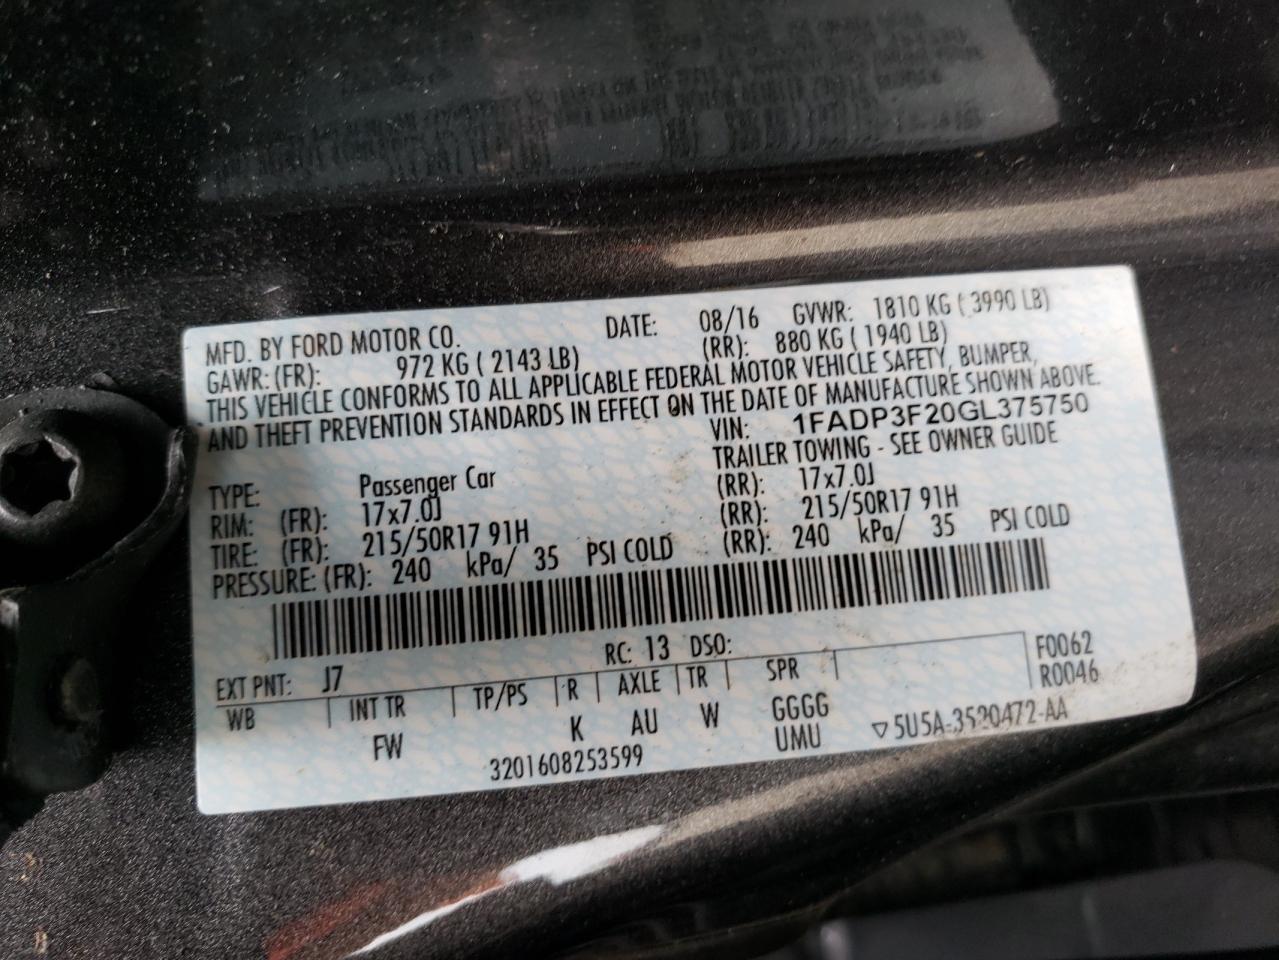 MFD. BY FORD MOTOR CO. DATE: 08/16 GVWR: 1810 KG ( 3990 LB)
GAWR: (FR): 972 KG ( 2143 LB) (RR): 880 KG ( 1940 LB)
THIS VEHICLE CONFORMS TO ALL APPLICABLE FEDERAL MOTOR VEHICLE SAFETY, BUMPER,
AND THEFT PREVENTION STANDARDS IN EFFECT ON THE DATE OF MANUFACTURE SHOWN ABOVE.
VIN: 1FADP3F20GL375750
TYPE: Passenger Car TRAILER TOWING - SEE OWNER GUIDE
RIM: (FR): 17x7.0J (RR): 17x7.0J
TIRE: (FR): 215/50R17 91H (RR): 215/50R17 91H
PRESSURE: (FR): 240 kPa/ 35 PSI COLD (RR): 240 kPa/ 35 PSI COLD
EXT PNT: J7 RC: 13 DSO: F0062
WB INT TR TP/PS R AXLE TR SPR R0046
FW K AU W GGGG
UMU ▽5U5A-3520472-AA
3201608253599